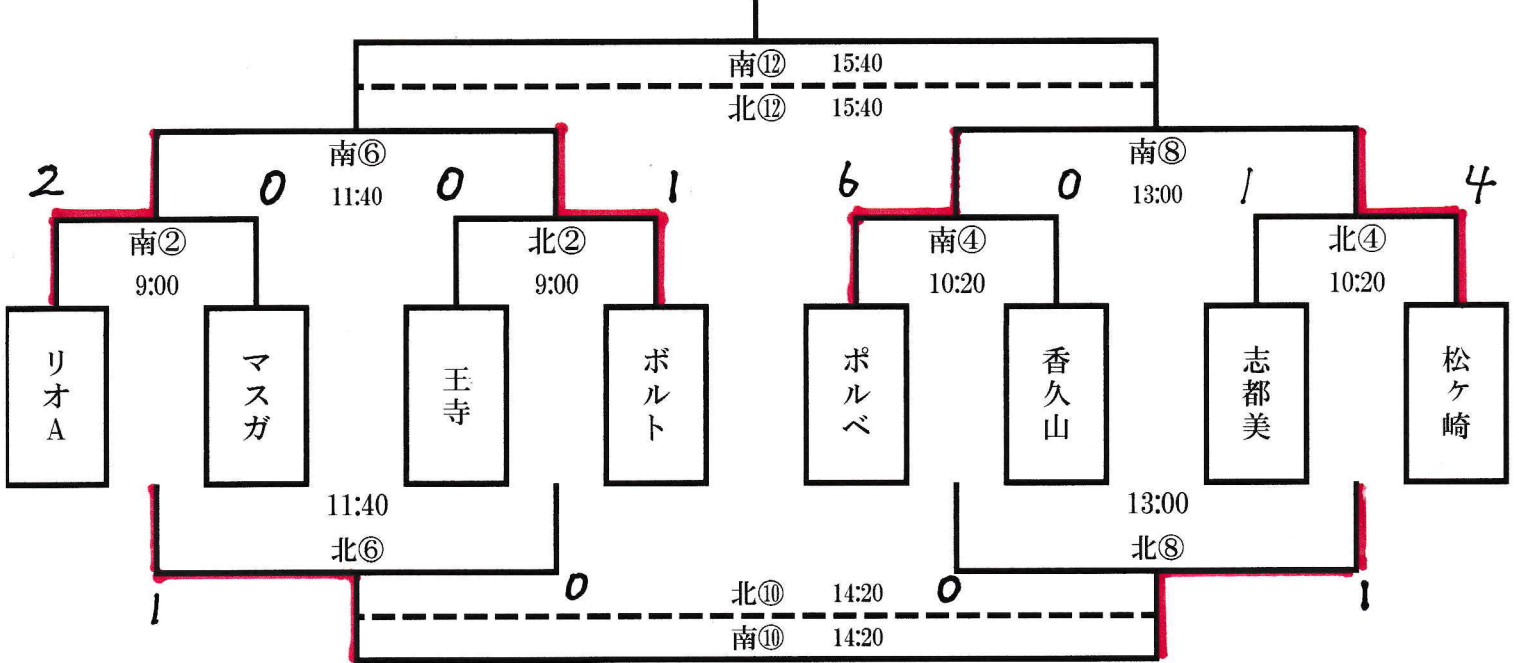 南⑫ 15:40
北⑫ 15:40
南⑥
南⑧
2 0 0 1 6 0 1 4
11:40 13:00
南② 北② 南④ 北④
9:00 9:00 10:20 10:20
リオA
マスガ
王寺
ボルト
ポルベ
香久山
志都美
松ヶ崎
11:40 13:00
北⑥ 北⑧
1 0 0 1
北⑩ 14:20
南⑩ 14:20